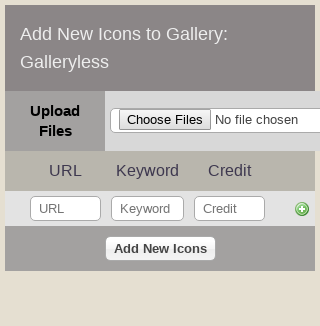 Add New Icons to Gallery:
Galleryless
Upload
Files
Choose Files No file chosen
URL Keyword Credit
URL Keyword Credit
Add New Icons